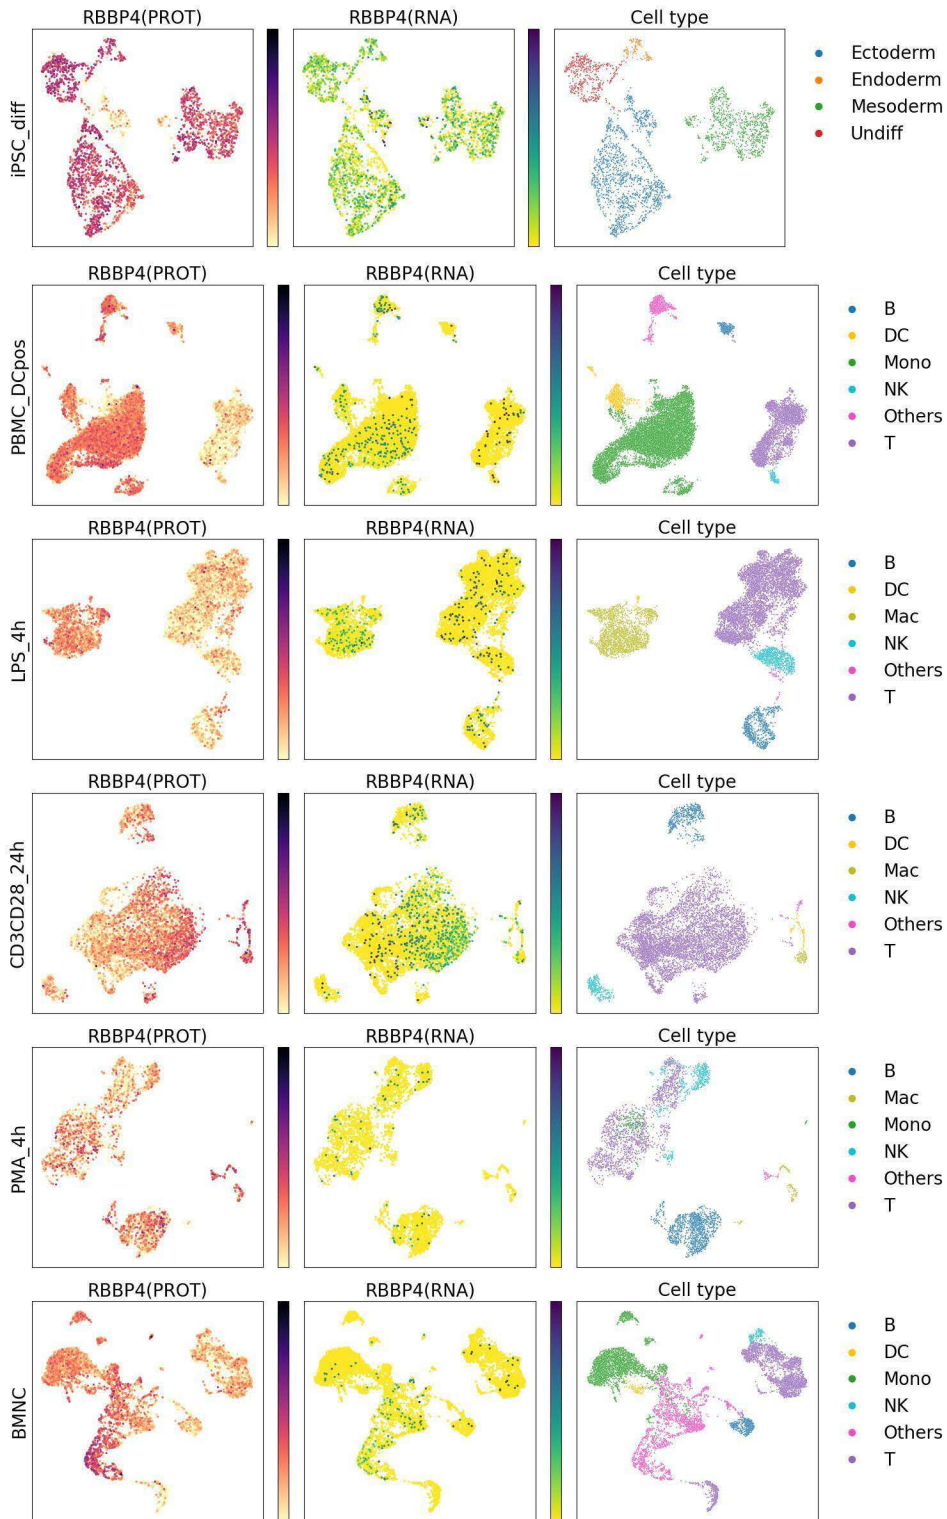 RBBP4(PROT)
RBBP4(RNA)
Cell type
iPSC_diff
Ectoderm
Endoderm
Mesoderm
Undiff
RBBP4(PROT)
RBBP4(RNA)
Cell type
PBMC_DCpos
B
DC
Mono
NK
Others
T
RBBP4(PROT)
RBBP4(RNA)
Cell type
LPS_4h
B
DC
Mac
NK
Others
T
RBBP4(PROT)
RBBP4(RNA)
Cell type
CD3CD28_24h
B
DC
Mac
NK
Others
T
RBBP4(PROT)
RBBP4(RNA)
Cell type
PMA_4h
B
Mac
Mono
NK
Others
T
RBBP4(PROT)
RBBP4(RNA)
Cell type
BMNC
B
DC
Mono
NK
Others
T